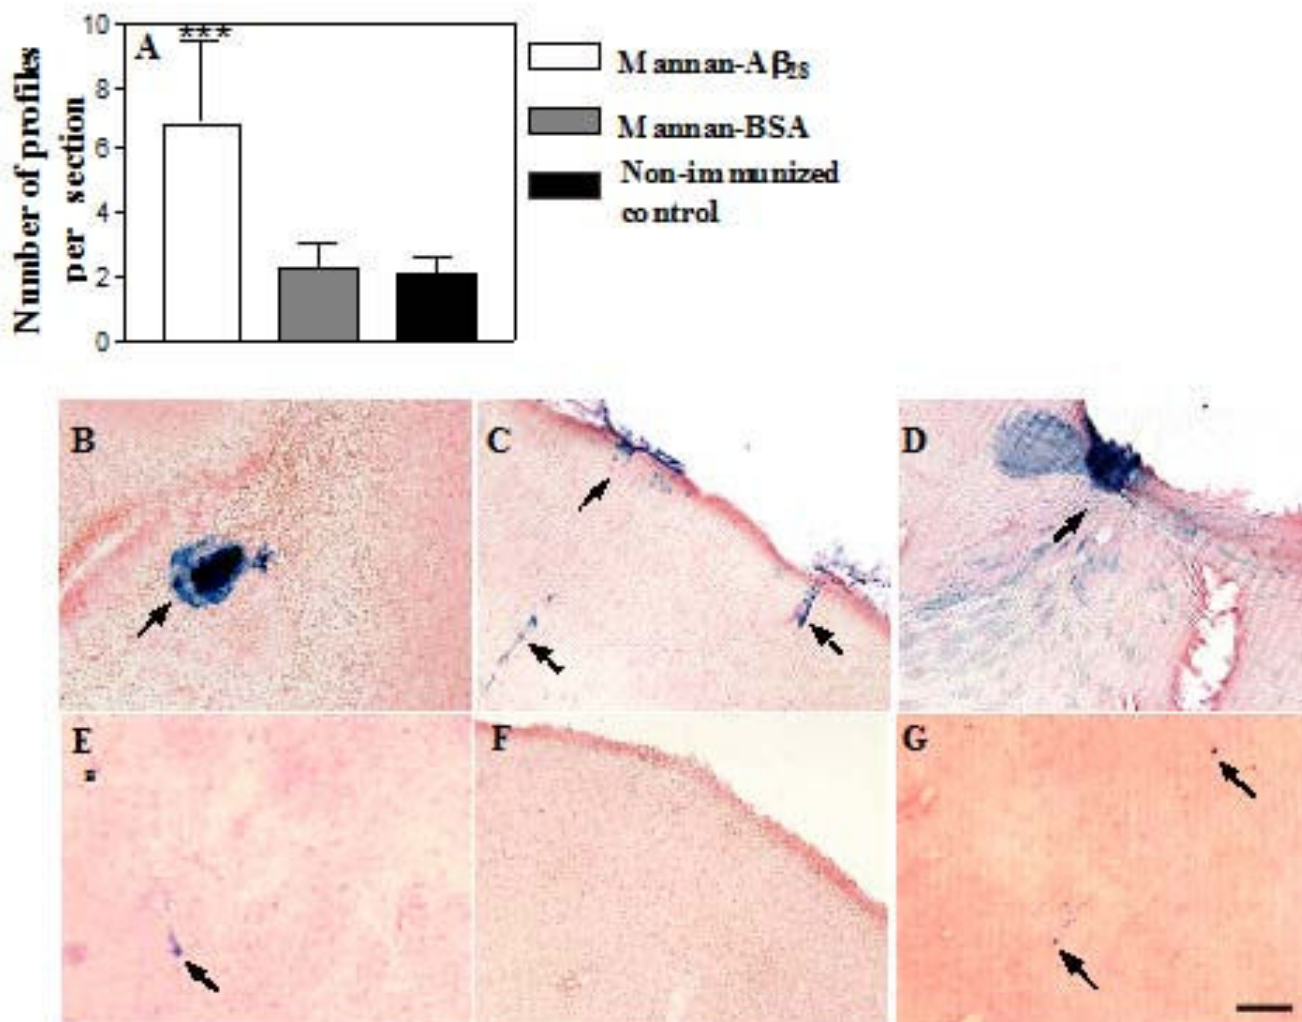 Number of profiles
per section
10
8
6
4
2
0
A
***
Mannan-Aβ28
Mannan-BSA
Non-immunized
control
B
C
D
E
F
G